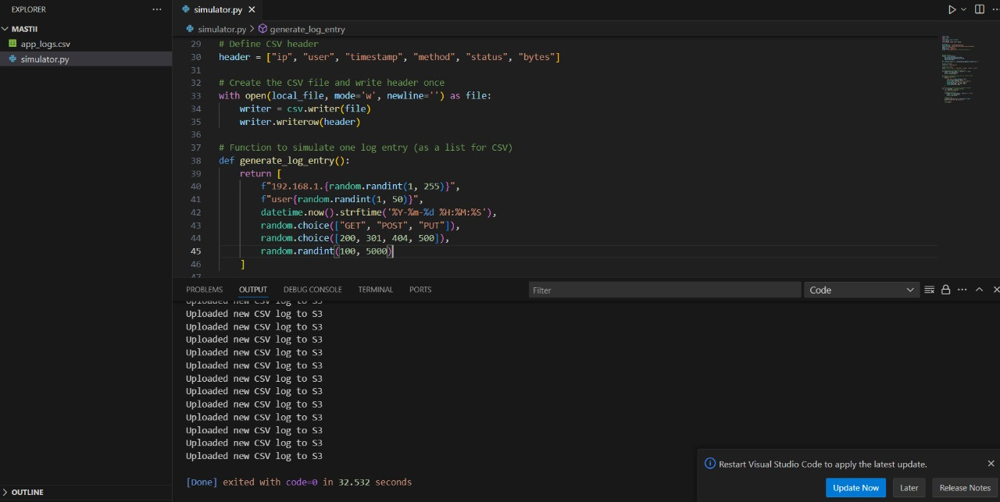 EXPLORER
MASTII
app_logs.csv
simulator.py
OUTLINE
simulator.py
simulator.py > generate_log_entry
29 # Define CSV header
30 header = ["ip", "user", "timestamp", "method", "status", "bytes"]
31
32 # Create the CSV file and write header once
33 with open(local_file, mode='w', newline='') as file:
34     writer = csv.writer(file)
35     writer.writerow(header)
36
37 # Function to simulate one log entry (as a list for CSV)
38 def generate_log_entry():
39     return [
40         f"192.168.1.{random.randint(1, 255)}",
41         f"user{random.randint(1, 50)}",
42         datetime.now().strftime('%Y-%m-%d %H:%M:%S'),
43         random.choice(["GET", "POST", "PUT"]),
44         random.choice([200, 301, 404, 500]),
45         random.randint(100, 5000)
46     ]
47
PROBLEMS OUTPUT DEBUG CONSOLE TERMINAL PORTS Filter Code
Uploaded new CSV log to S3
Uploaded new CSV log to S3
Uploaded new CSV log to S3
Uploaded new CSV log to S3
Uploaded new CSV log to S3
Uploaded new CSV log to S3
Uploaded new CSV log to S3
Uploaded new CSV log to S3
Uploaded new CSV log to S3
Uploaded new CSV log to S3
Uploaded new CSV log to S3
Uploaded new CSV log to S3
Uploaded new CSV log to S3
[Done] exited with code=0 in 32.532 seconds
Restart Visual Studio Code to apply the latest update.
Update Now Later Release Notes